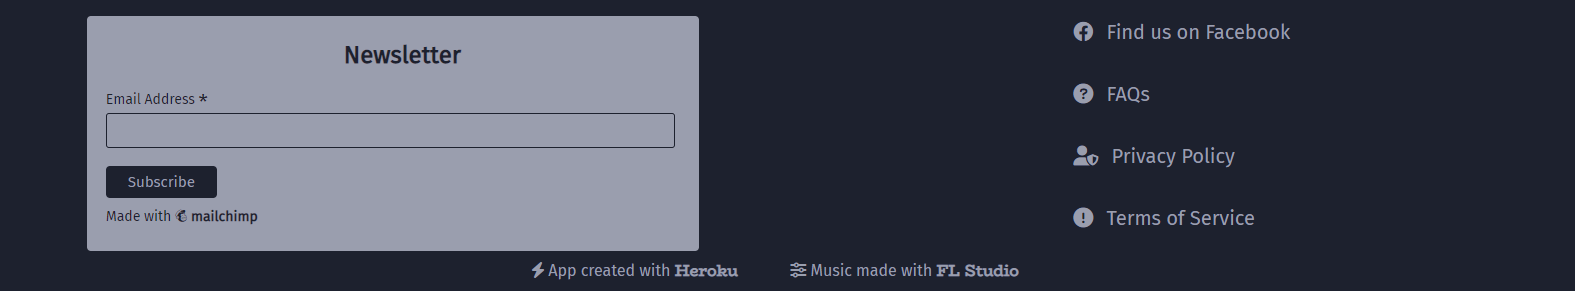 Newsletter
Email Address *
Subscribe
Made with mailchimp
Find us on Facebook
FAQs
Privacy Policy
Terms of Service
App created with Heroku
Music made with FL Studio